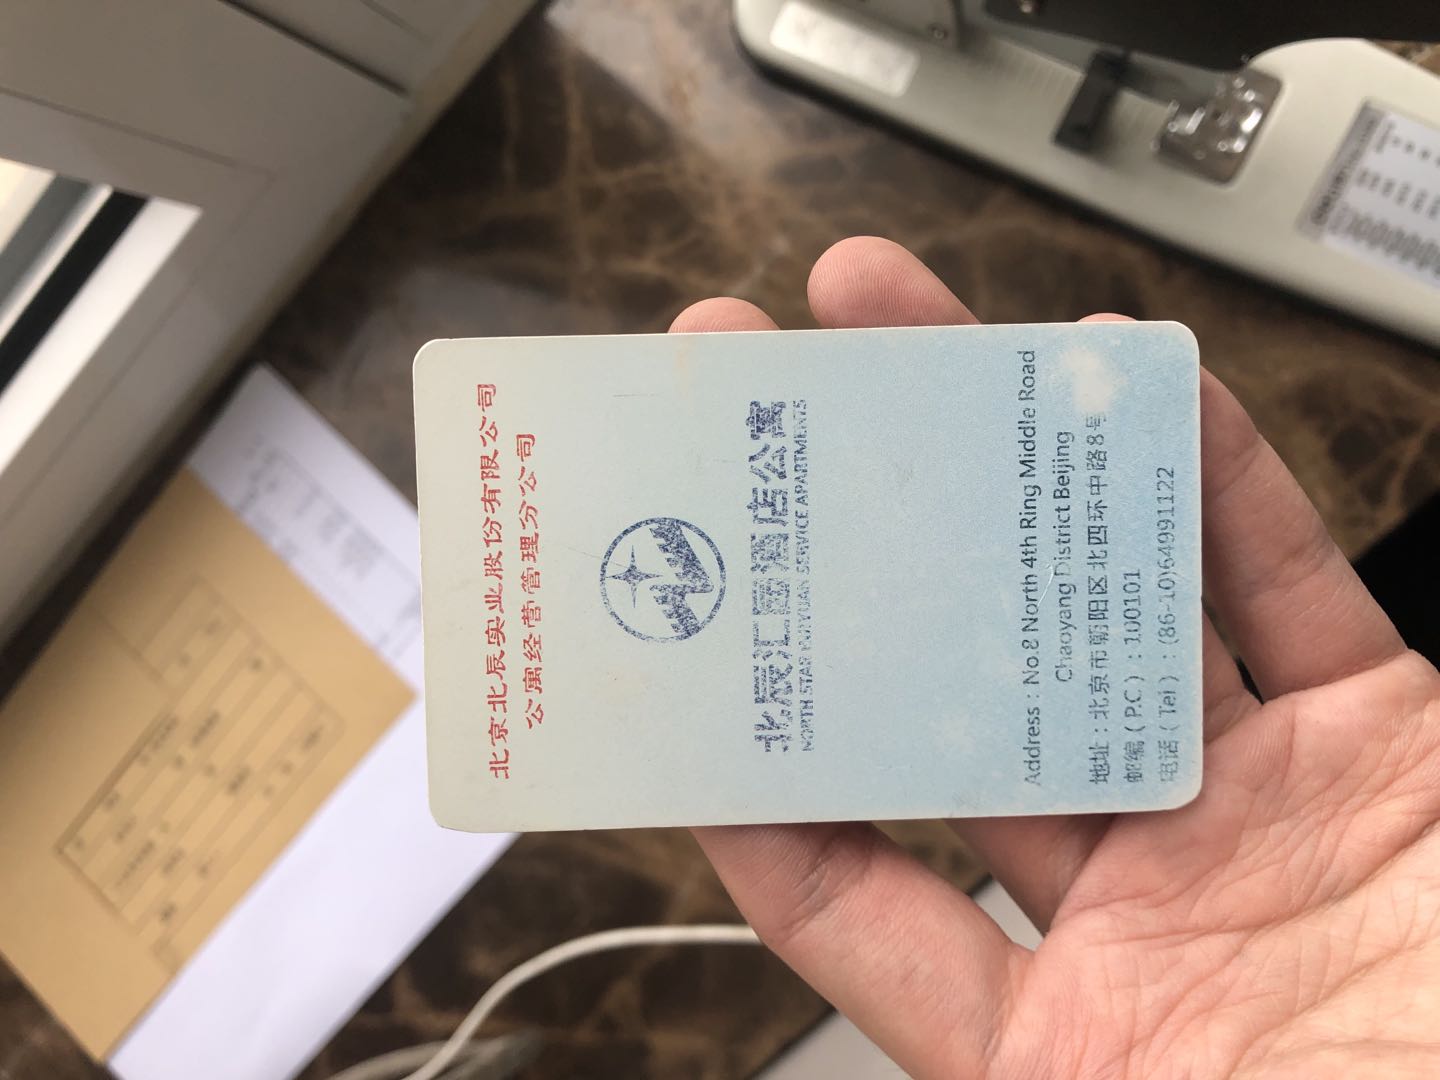 北京北辰实业股份有限公司
公寓经营管理分公司
北辰汇园酒店公寓
NORTH STAR HUIYUAN SERVICE APARTMENTS
Address : No.8 North 4th Ring Middle Road
Chaoyang District Beijing
地址 : 北京市朝阳区北四环中路8号
邮编 ( P.C ) : 100101
电话 ( Tel ) : (86-10)64991122